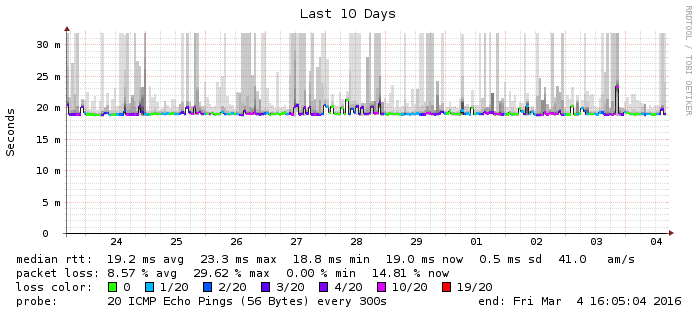 Last 10 Days
RRDTOOL / TOBI OETIKER
Seconds
30 m
25 m
20 m
15 m
10 m
5 m
0
24 25 26 27 28 29 01 02 03 04
median rtt: 19.2 ms avg 23.3 ms max 18.8 ms min 19.0 ms now 0.5 ms sd 41.0 am/s
packet loss: 8.57 % avg 29.62 % max 0.00 % min 14.81 % now
loss color: 0 1/20 2/20 3/20 4/20 10/20 19/20
probe: 20 ICMP Echo Pings (56 Bytes) every 300s end: Fri Mar 4 16:05:04 2016